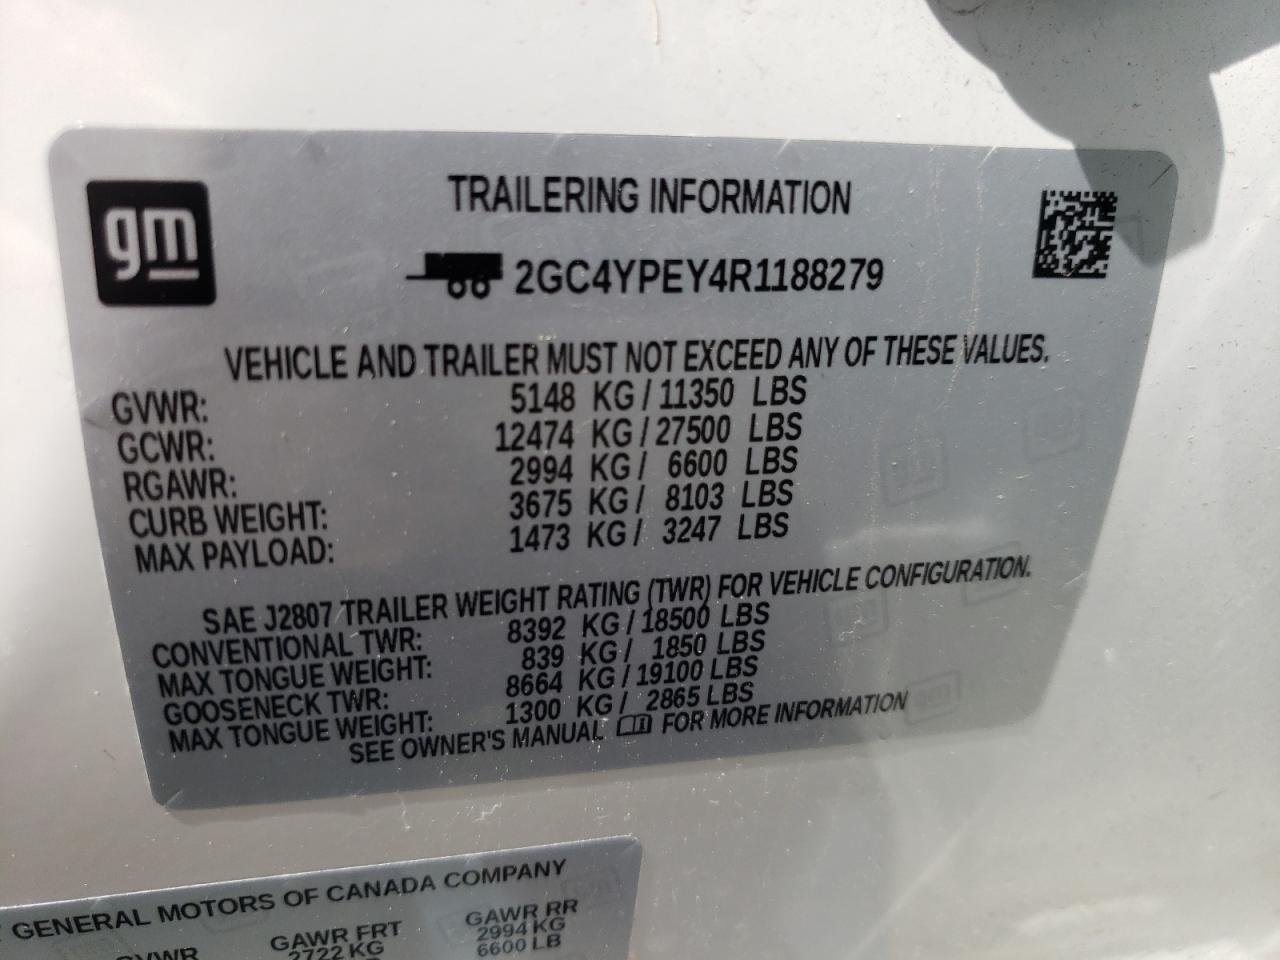 gm
TRAILERING INFORMATION
2GC4YPEY4R1188279
VEHICLE AND TRAILER MUST NOT EXCEED ANY OF THESE VALUES.
GVWR: 5148 KG / 11350 LBS
GCWR: 12474 KG / 27500 LBS
RGAWR: 2994 KG / 6600 LBS
CURB WEIGHT: 3675 KG / 8103 LBS
MAX PAYLOAD: 1473 KG / 3247 LBS
SAE J2807 TRAILER WEIGHT RATING (TWR) FOR VEHICLE CONFIGURATION.
CONVENTIONAL TWR: 8392 KG / 18500 LBS
MAX TONGUE WEIGHT: 839 KG / 1850 LBS
GOOSENECK TWR: 8664 KG / 19100 LBS
MAX TONGUE WEIGHT: 1300 KG / 2865 LBS
SEE OWNER'S MANUAL FOR MORE INFORMATION
GENERAL MOTORS OF CANADA COMPANY
GVWR GAWR FRT GAWR RR
2722 KG 2994 KG
6600 LB